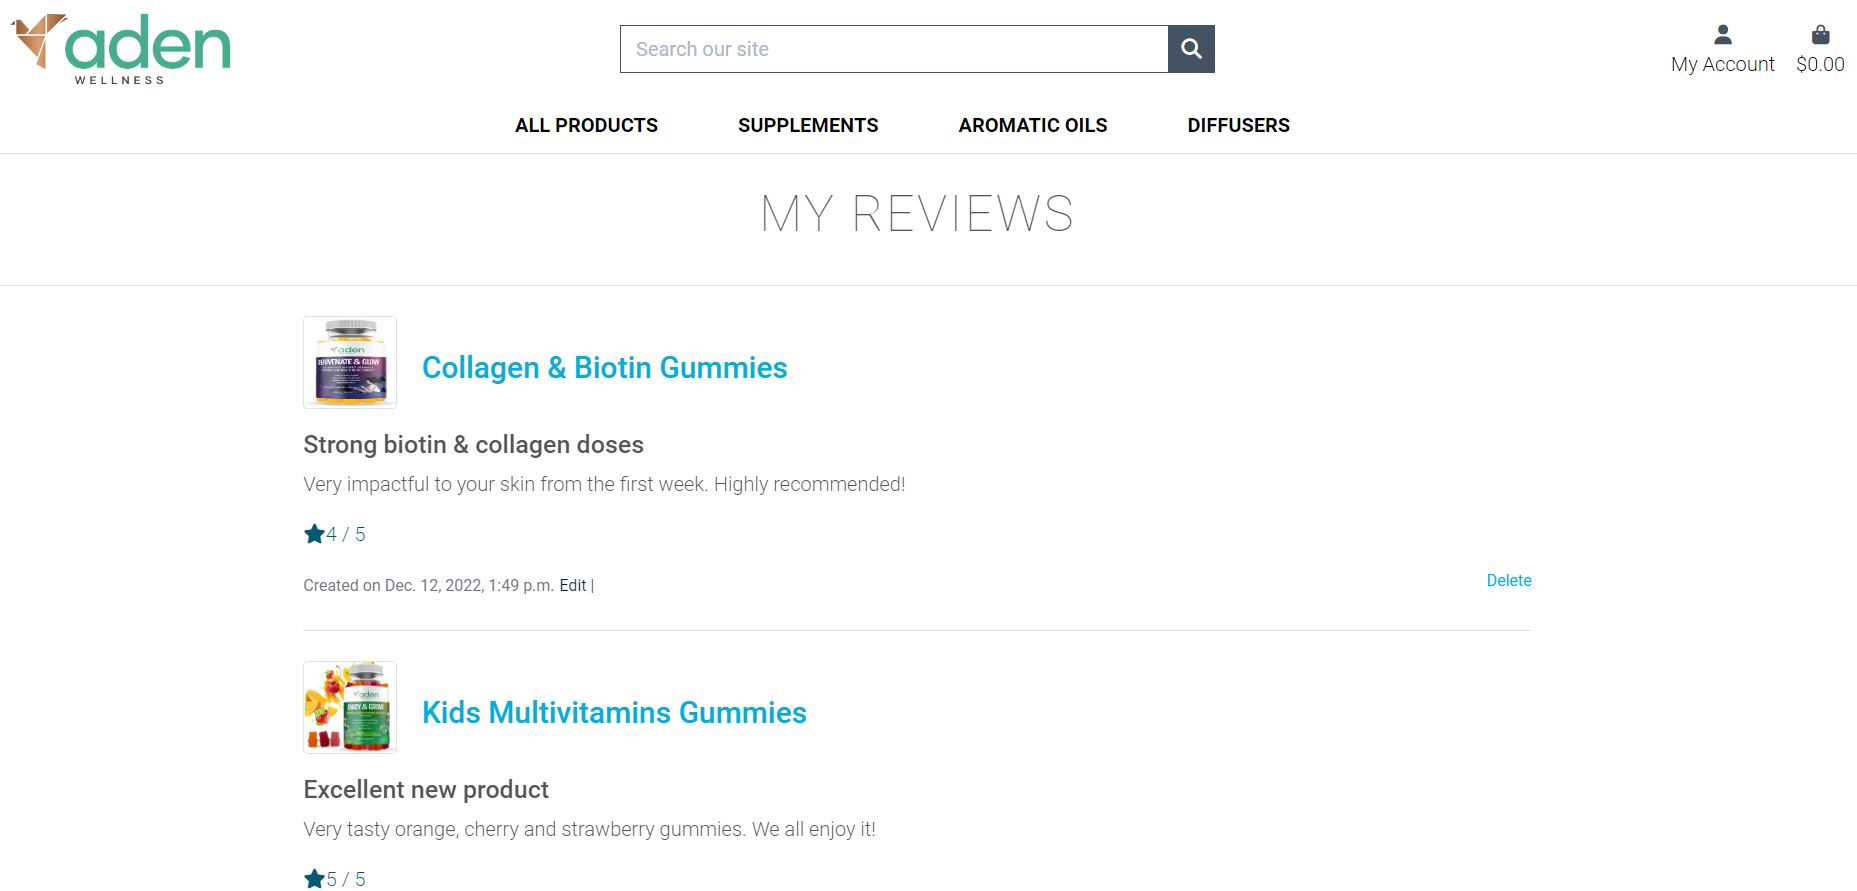 aden
WELLNESS
Search our site
My Account
$0.00
ALL PRODUCTS
SUPPLEMENTS
AROMATIC OILS
DIFFUSERS
MY REVIEWS
aden
REJUVENATE & GLOW
Collagen & Biotin Gummies
Strong biotin & collagen doses
Very impactful to your skin from the first week. Highly recommended!
4 / 5
Created on Dec. 12, 2022, 1:49 p.m. Edit |
Delete
aden
& GROW
Kids Multivitamins Gummies
Excellent new product
Very tasty orange, cherry and strawberry gummies. We all enjoy it!
5 / 5